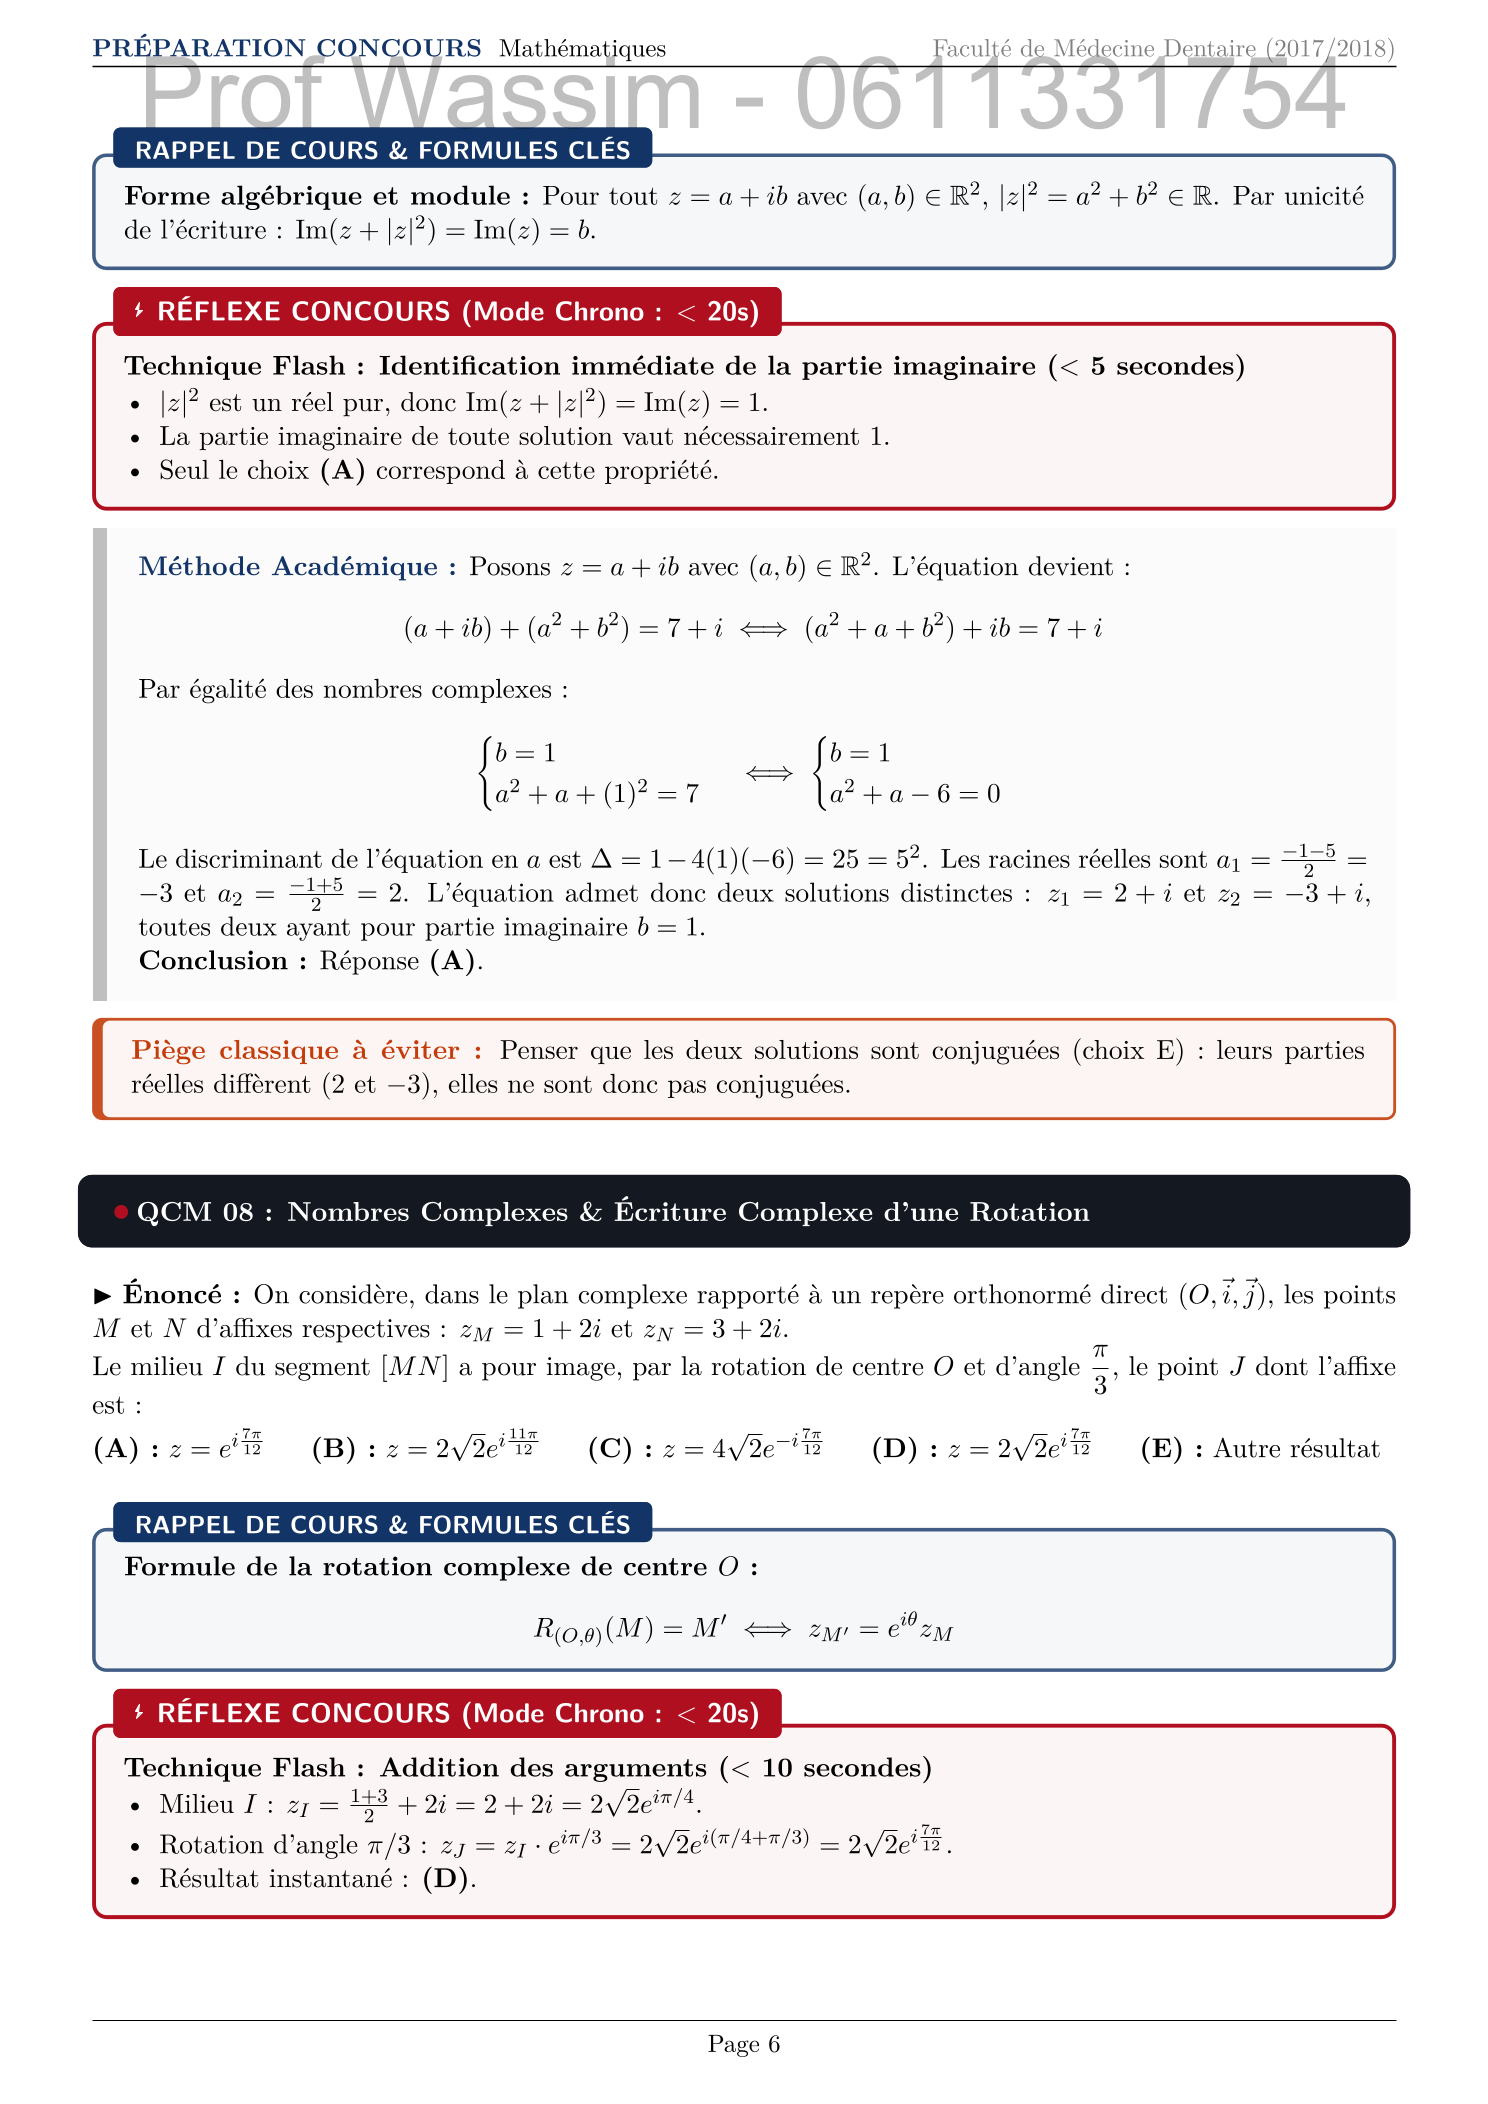 PRÉPARATION CONCOURS Mathématiques Faculté de Médecine Dentaire (2017/2018)
Prof Wassim - 0611331754
RAPPEL DE COURS & FORMULES CLÉS
Forme algébrique et module : Pour tout z = a + ib avec (a, b) ∈ ℝ², |z|² = a² + b² ∈ ℝ. Par unicité
de l'écriture : Im(z + |z|²) = Im(z) = b.
RÉFLEXE CONCOURS (Mode Chrono : < 20s)
Technique Flash : Identification immédiate de la partie imaginaire (< 5 secondes)
• |z|² est un réel pur, donc Im(z + |z|²) = Im(z) = 1.
• La partie imaginaire de toute solution vaut nécessairement 1.
• Seul le choix (A) correspond à cette propriété.
Méthode Académique : Posons z = a + ib avec (a, b) ∈ ℝ². L'équation devient :
(a + ib) + (a² + b²) = 7 + i ⟺ (a² + a + b²) + ib = 7 + i
Par égalité des nombres complexes :
{b = 1 ⟺ {b = 1
a² + a + (1)² = 7 a² + a − 6 = 0
Le discriminant de l'équation en a est Δ = 1 − 4(1)(−6) = 25 = 5². Les racines réelles sont a₁ = (−1−5)/2 =
−3 et a₂ = (−1+5)/2 = 2. L'équation admet donc deux solutions distinctes : z₁ = 2 + i et z₂ = −3 + i,
toutes deux ayant pour partie imaginaire b = 1.
Conclusion : Réponse (A).
Piège classique à éviter : Penser que les deux solutions sont conjuguées (choix E) : leurs parties
réelles diffèrent (2 et −3), elles ne sont donc pas conjuguées.
• QCM 08 : Nombres Complexes & Écriture Complexe d'une Rotation
▶ Énoncé : On considère, dans le plan complexe rapporté à un repère orthonormé direct (O, i⃗, j⃗), les points
M et N d'affixes respectives : z_M = 1 + 2i et z_N = 3 + 2i.
Le milieu I du segment [MN] a pour image, par la rotation de centre O et d'angle π/3, le point J dont l'affixe
est :
(A) : z = e^{i7π/12} (B) : z = 2√2e^{i11π/12} (C) : z = 4√2e^{−i7π/12} (D) : z = 2√2e^{i7π/12} (E) : Autre résultat
RAPPEL DE COURS & FORMULES CLÉS
Formule de la rotation complexe de centre O :
R_{(O,θ)}(M) = M′ ⟺ z_{M′} = e^{iθ}z_M
RÉFLEXE CONCOURS (Mode Chrono : < 20s)
Technique Flash : Addition des arguments (< 10 secondes)
• Milieu I : z_I = (1+3)/2 + 2i = 2 + 2i = 2√2e^{iπ/4}.
• Rotation d'angle π/3 : z_J = z_I · e^{iπ/3} = 2√2e^{i(π/4+π/3)} = 2√2e^{i7π/12}.
• Résultat instantané : (D).
Page 6